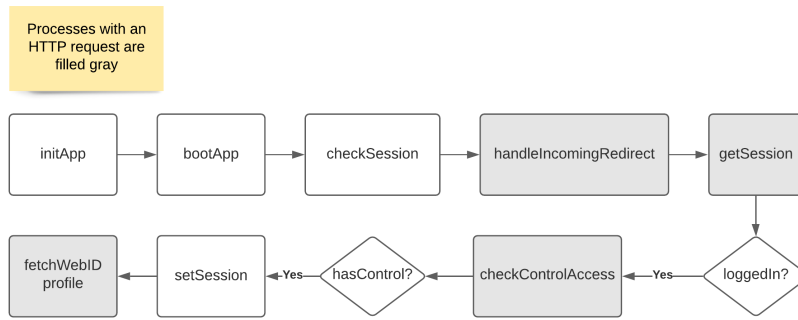 Processes with an
HTTP request are
filled gray
initApp
bootApp
checkSession
handleIncomingRedirect
getSession
fetchWebID
profile
setSession
Yes
hasControl?
checkControlAccess
Yes
loggedIn?